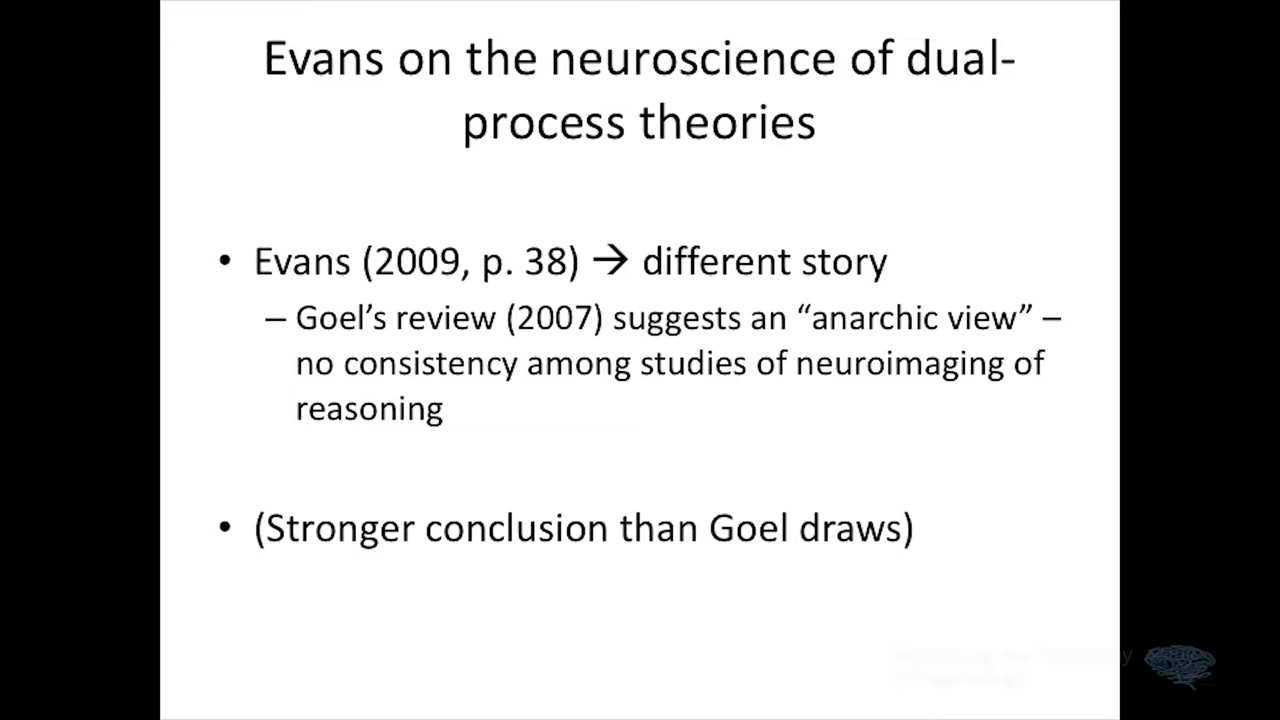 Evans on the neuroscience of dual-
process theories
• Evans (2009, p. 38) → different story
– Goel’s review (2007) suggests an “anarchic view” –
no consistency among studies of neuroimaging of
reasoning
• (Stronger conclusion than Goel draws)